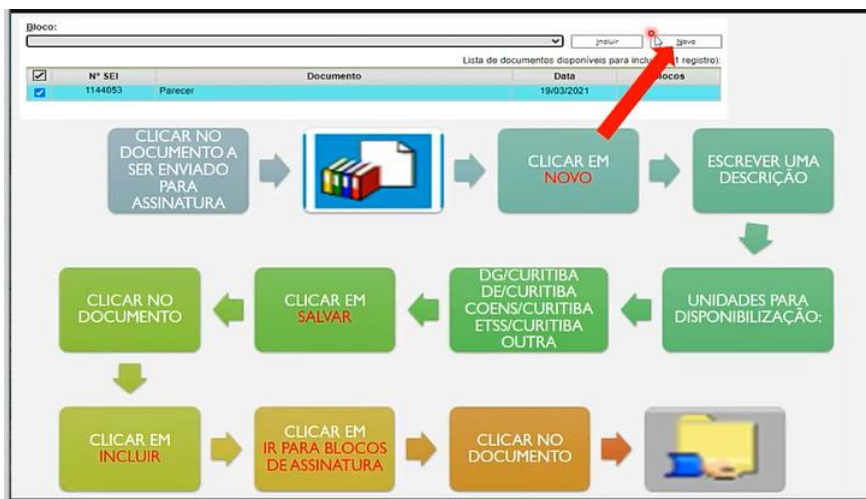 Bloco:
Incluir Novo
Lista de documentos disponíveis para inclu 1 registro):
Nº SEI Documento Data locos
1144053 Parecer 19/03/2021
CLICAR NO
DOCUMENTO A
SER ENVIADO
PARA
ASSINATURA
CLICAR EM
NOVO
ESCREVER UMA
DESCRIÇÃO
UNIDADES PARA
DISPONIBILIZAÇÃO:
DG/CURITIBA
DE/CURITIBA
COENS/CURITIBA
ETSS/CURITIBA
OUTRA
CLICAR EM
SALVAR
CLICAR NO
DOCUMENTO
CLICAR EM
INCLUIR
CLICAR EM
IR PARA BLOCOS
DE ASSINATURA
CLICAR NO
DOCUMENTO